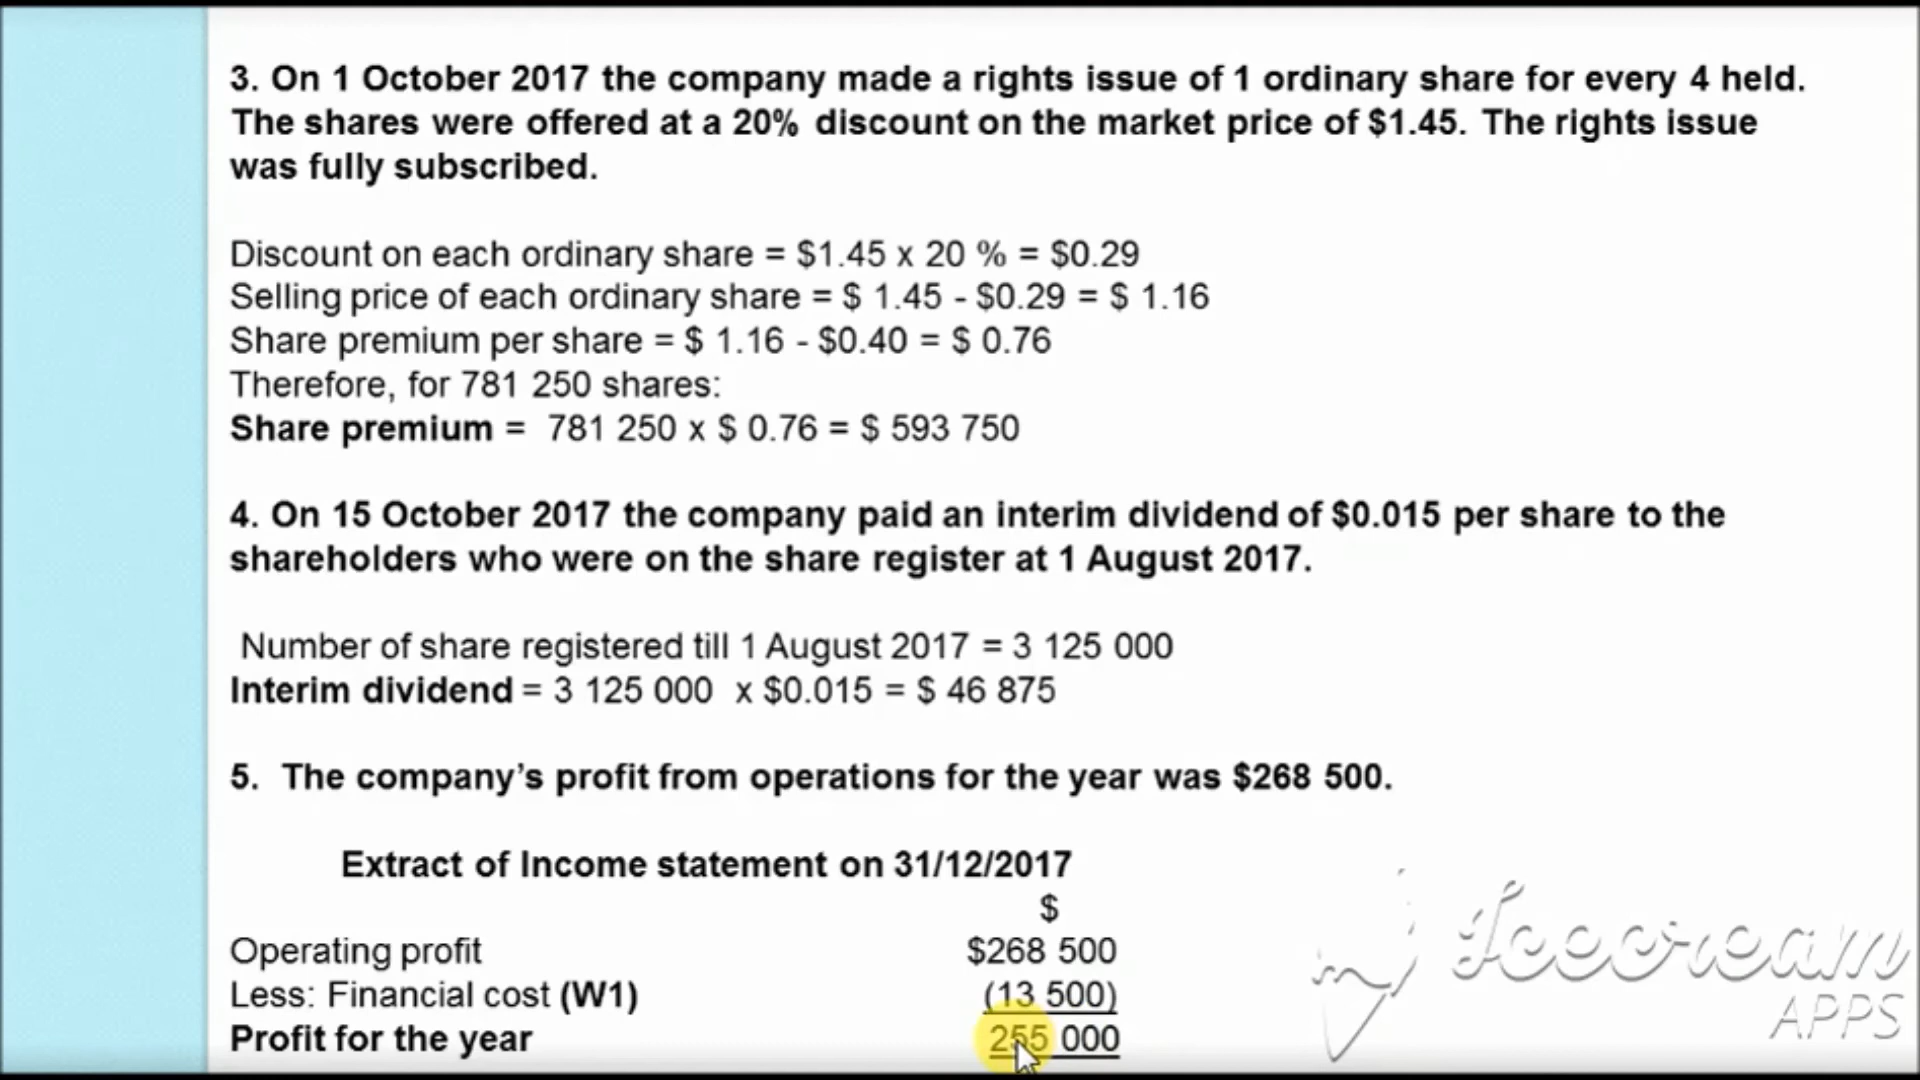 3. On 1 October 2017 the company made a rights issue of 1 ordinary share for every 4 held.
The shares were offered at a 20% discount on the market price of $1.45. The rights issue
was fully subscribed.
Discount on each ordinary share = $1.45 x 20 % = $0.29
Selling price of each ordinary share = $ 1.45 - $0.29 = $ 1.16
Share premium per share = $ 1.16 - $0.40 = $ 0.76
Therefore, for 781 250 shares:
Share premium = 781 250 x $ 0.76 = $ 593 750
4. On 15 October 2017 the company paid an interim dividend of $0.015 per share to the
shareholders who were on the share register at 1 August 2017.
Number of share registered till 1 August 2017 = 3 125 000
Interim dividend = 3 125 000 x $0.015 = $ 46 875
5. The company’s profit from operations for the year was $268 500.
Extract of Income statement on 31/12/2017
$
Operating profit $268 500
Less: Financial cost (W1) (13 500)
Profit for the year 255 000
Icecream
APPS